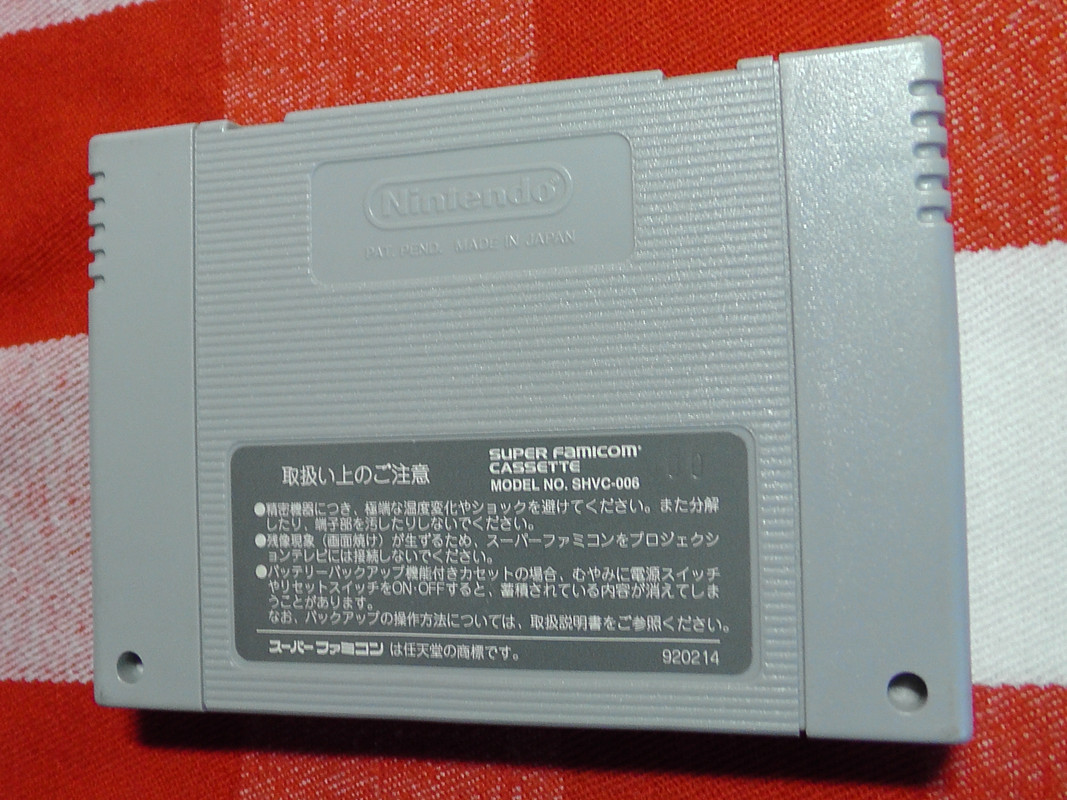 Nintendo®
PAT. PEND. MADE IN JAPAN
取扱い上のご注意
SUPER FAMICOM®
CASSETTE
MODEL NO. SHVC-006
●精密機器につき、極端な温度変化やショックを避けてください。また分解
したり、端子部を汚したりしないでください。
●残像現象（画面焼け）が生ずるため、スーパーファミコンをプロジェクシ
ョンテレビには接続しないでください。
●バッテリーバックアップ機能付きカセットの場合、むやみに電源スイッチ
やリセットスイッチをON・OFFすると、蓄積されている内容が消えてしま
うことがあります。
なお、バックアップの操作方法については、取扱説明書をご参照ください。
スーパーファミコン は任天堂の商標です。
920214